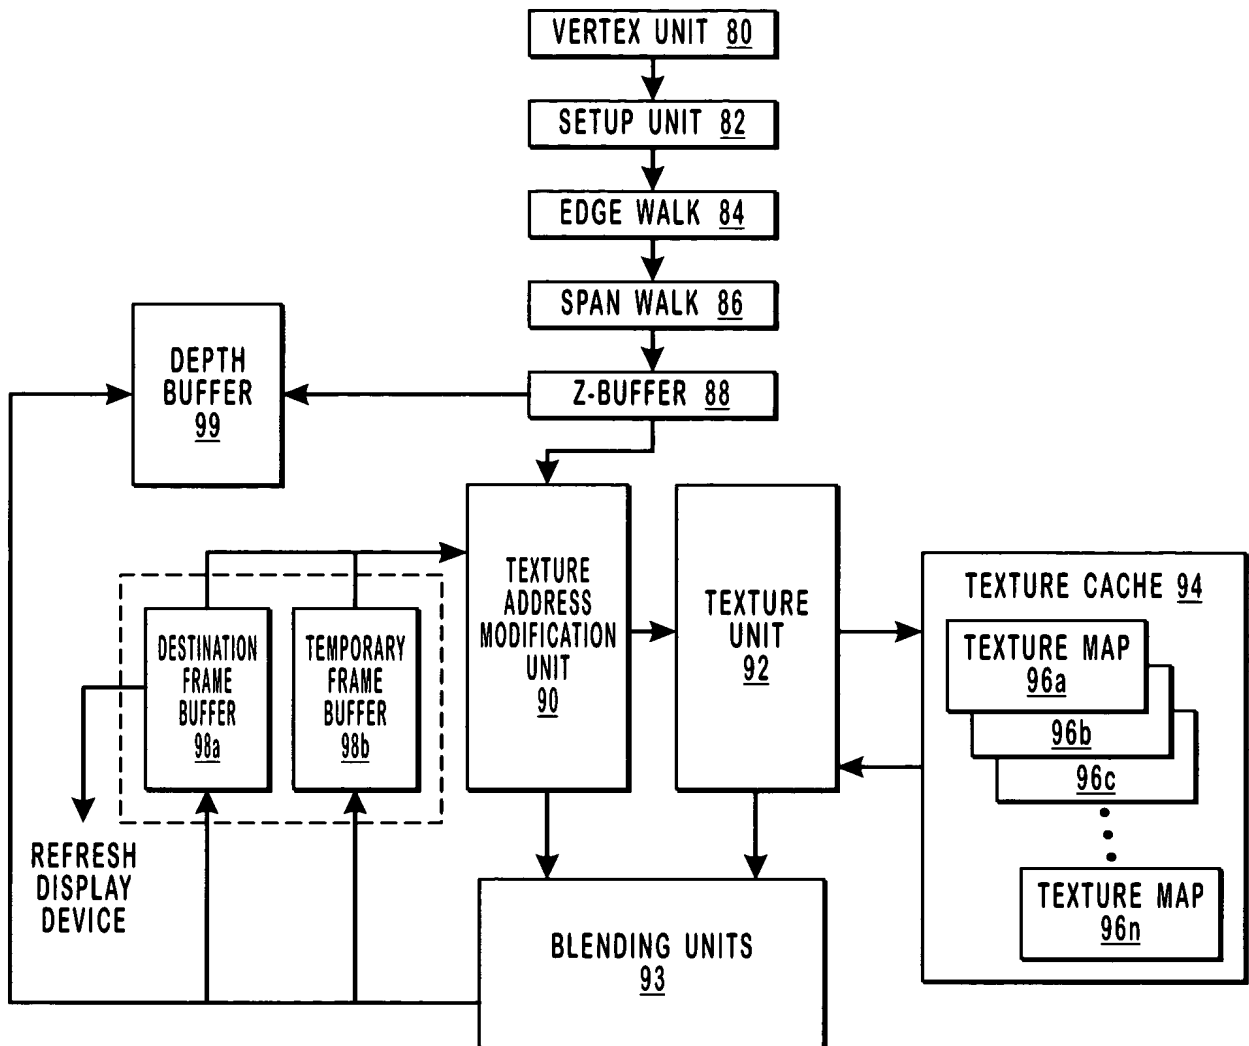 VERTEX UNIT 80
SETUP UNIT 82
EDGE WALK 84
SPAN WALK 86
Z-BUFFER 88
DEPTH
BUFFER
99
TEXTURE
ADDRESS
MODIFICATION
UNIT
90
TEXTURE
UNIT
92
TEXTURE CACHE 94
TEXTURE MAP
96a
96b
96c
TEXTURE MAP
96n
DESTINATION
FRAME
BUFFER
98a
TEMPORARY
FRAME
BUFFER
98b
REFRESH
DISPLAY
DEVICE
BLENDING UNITS
93